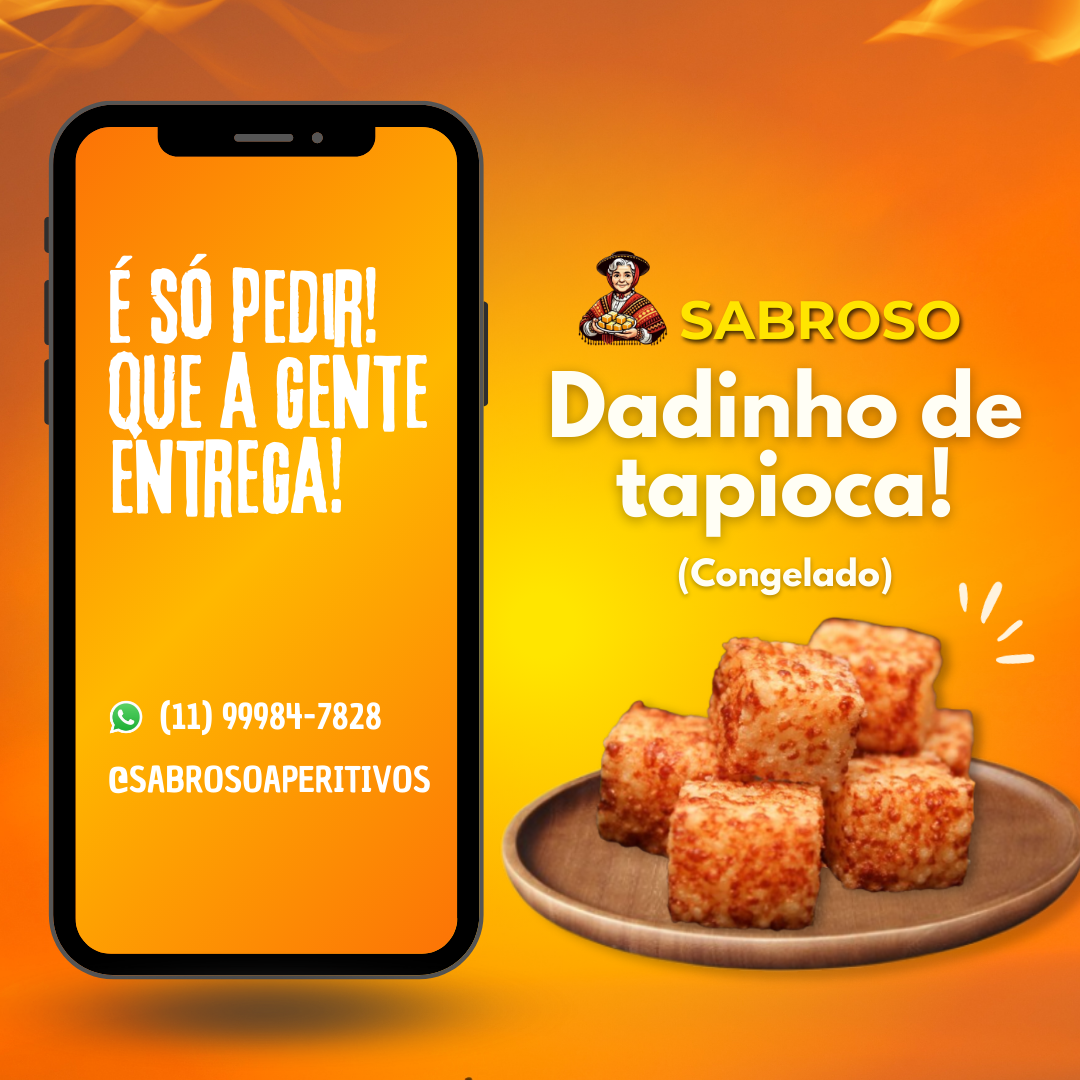 É SÓ PEDIR!
QUE A GENTE
ENTREGA!
(11) 99984-7828
@SABROSOAPERITIVOS
SABROSO
Dadinho de
tapioca!
(Congelado)